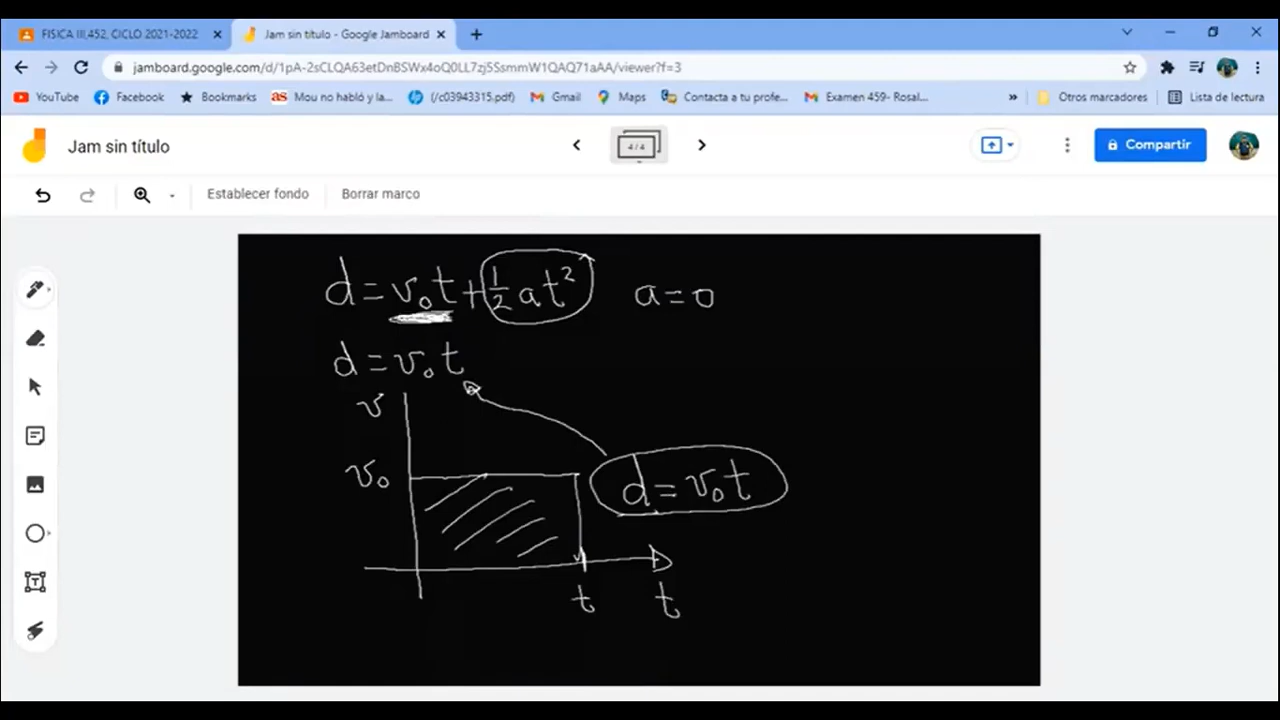 FISICA III,452, CICLO 2021-2022
Jam sin título - Google Jamboard
jamboard.google.com/d/1pA-2sCLQA63etDnBSWx4oQ0LL7zj5SsmmW1QAQ71aAA/viewer?f=3
YouTube Facebook Bookmarks as Mou no habló y la... (/c03943315.pdf) Gmail Maps Contacta a tu profe... Examen 459- Rosal... » Otros marcadores Lista de lectura
Jam sin título
4 / 4
Compartir
Establecer fondo Borrar marco
d = v₀t + ½at² a = 0
d = v₀t
v
v₀
d = v₀t
t t